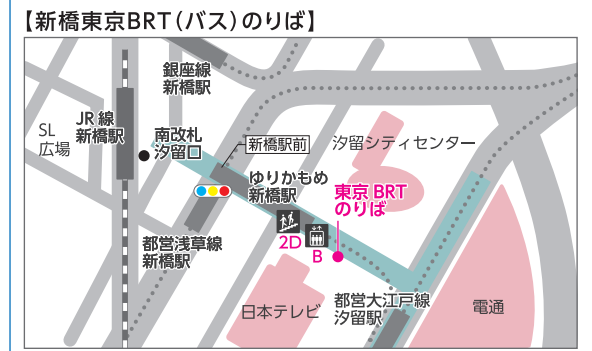 【新橋東京BRT（バス）のりば】
銀座線
新橋駅
JR線
新橋駅
SL
広場
南改札
汐留口
新橋駅前
汐留シティセンター
ゆりかもめ
新橋駅
東京 BRT
のりば
都営浅草線
新橋駅
2D
B
日本テレビ
都営大江戸線
汐留駅
電通